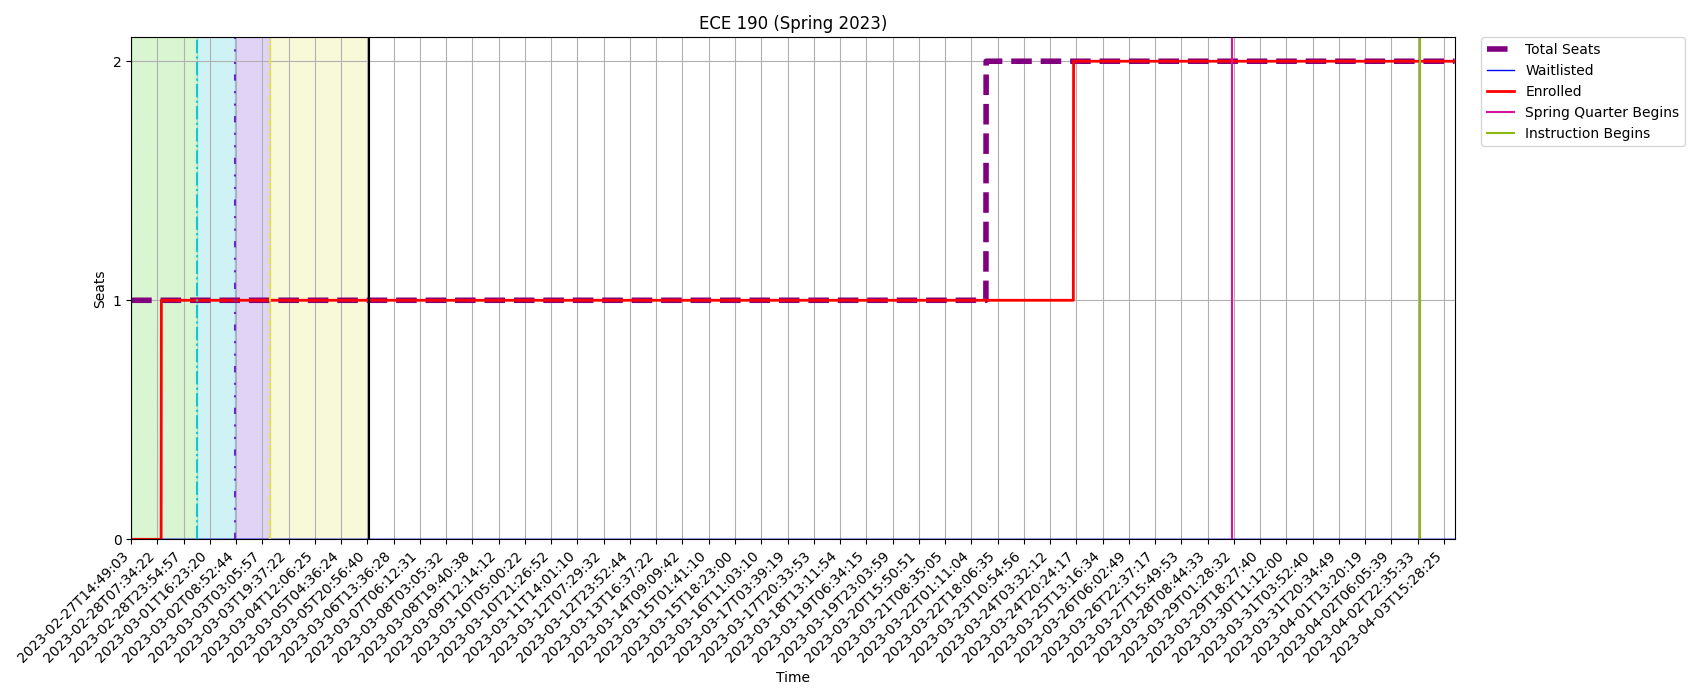 ECE 190 (Spring 2023)
Total Seats
Waitlisted
Enrolled
Spring Quarter Begins
Instruction Begins
Seats
2
1
0
2023-02-27T14:49:03
2023-02-28T07:34:22
2023-02-28T23:54:57
2023-03-01T16:23:20
2023-03-02T08:52:44
2023-03-03T03:05:57
2023-03-03T19:37:22
2023-03-04T12:06:25
2023-03-05T04:36:24
2023-03-05T20:56:40
2023-03-06T13:36:28
2023-03-07T06:12:31
2023-03-08T03:05:32
2023-03-08T19:40:38
2023-03-09T12:14:12
2023-03-10T05:00:22
2023-03-10T21:26:52
2023-03-11T14:01:10
2023-03-12T07:29:32
2023-03-12T23:52:44
2023-03-13T16:37:22
2023-03-14T09:09:42
2023-03-15T01:41:10
2023-03-15T18:23:00
2023-03-16T11:03:10
2023-03-17T03:39:19
2023-03-17T20:33:53
2023-03-18T13:11:54
2023-03-19T06:34:15
2023-03-19T23:03:59
2023-03-20T15:50:51
2023-03-21T08:35:05
2023-03-22T01:11:04
2023-03-22T18:06:35
2023-03-23T10:54:56
2023-03-24T03:32:12
2023-03-24T20:24:17
2023-03-25T13:16:34
2023-03-26T06:02:49
2023-03-26T22:37:17
2023-03-27T15:49:53
2023-03-28T08:44:33
2023-03-29T01:28:32
2023-03-29T18:27:40
2023-03-30T11:12:00
2023-03-31T03:52:40
2023-03-31T20:34:49
2023-04-01T13:20:19
2023-04-02T06:05:39
2023-04-02T22:35:33
2023-04-03T15:28:25
Time